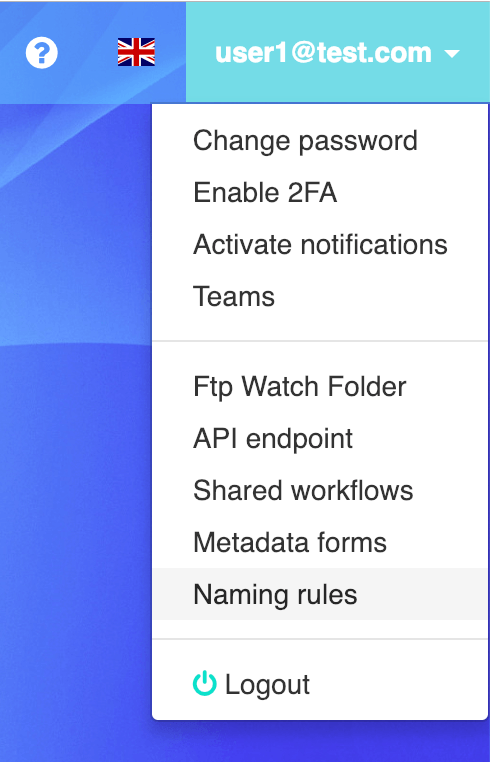 user1@test.com
Change password
Enable 2FA
Activate notifications
Teams
Ftp Watch Folder
API endpoint
Shared workflows
Metadata forms
Naming rules
Logout